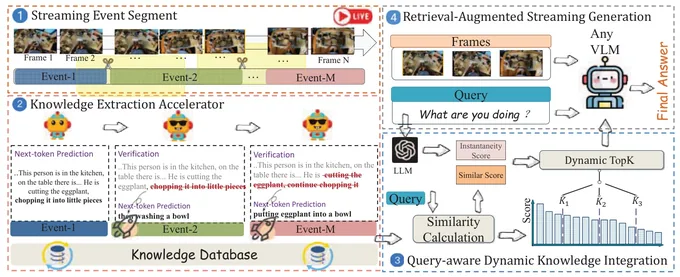 1 Streaming Event Segment
LIVE
Frame 1
Frame 2
... ...
Frame N
Event-1
Event-2
...
Event-M
2 Knowledge Extraction Accelerator
Next-token Prediction
..This person is in the kitchen, on
the table there is... He is
cutting the eggplant,
chopping it into little pieces
Event-1
Verification
..This person is in the kitchen, on
the table there is... He is cutting the
eggplant, chopping it into little pieces
Next-token Prediction
then washing a bowl
Event-2
Verification
..This person is in the kitchen, on the
table there is... He is cutting the
eggplant, continue chopping it
Next-token Prediction
putting eggplant into a bowl
Event-M
Knowledge Database
4 Retrieval-Augmented Streaming Generation
Frames
Query
What are you doing ?
Any
VLM
Final Answer
LLM
Instantaneity
Score
Similar Score
Query
Similarity
Calculation
Dynamic TopK
Score
K1
K2
K3
3 Query-aware Dynamic Knowledge Integration